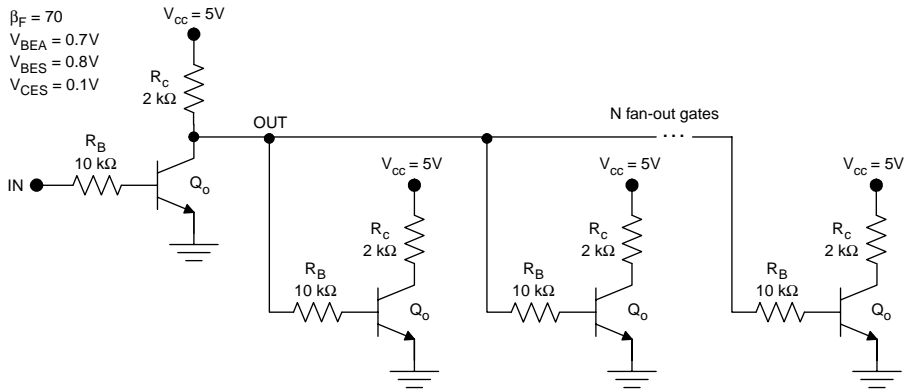 β_F = 70
V_BEA = 0.7V
V_BES = 0.8V
V_CES = 0.1V
V_cc = 5V
R_c
2 kΩ
OUT
N fan-out gates
...
R_B
10 kΩ
IN
Q_o
V_cc = 5V
R_c
2 kΩ
R_B
10 kΩ
Q_o
V_cc = 5V
R_c
2 kΩ
R_B
10 kΩ
Q_o
V_cc = 5V
R_c
2 kΩ
R_B
10 kΩ
Q_o